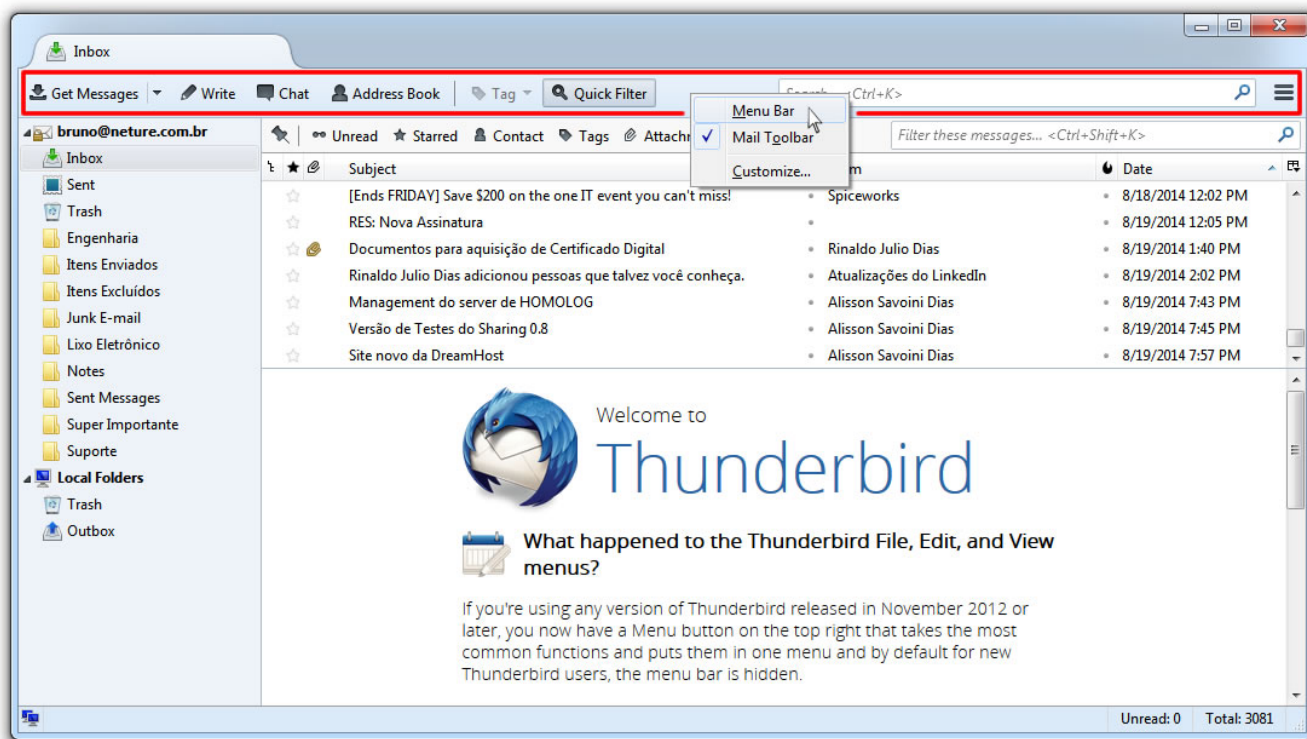 Inbox
Get Messages Write Chat Address Book Tag Quick Filter Search... <Ctrl+K>
Menu Bar
Mail Toolbar
Customize...
bruno@neture.com.br
Inbox
Sent
Trash
Engenharia
Itens Enviados
Itens Excluídos
Junk E-mail
Lixo Eletrônico
Notes
Sent Messages
Super Importante
Suporte
Local Folders
Trash
Outbox
Unread Starred Contact Tags Filter these messages... <Ctrl+Shift+K>
Subject Date
[Ends FRIDAY] Save $200 on the one IT event you can't miss! Spiceworks 8/18/2014 12:02 PM
RES: Nova Assinatura 8/19/2014 12:05 PM
Documentos para aquisição de Certificado Digital Rinaldo Julio Dias 8/19/2014 1:40 PM
Rinaldo Julio Dias adicionou pessoas que talvez você conheça. Atualizações do LinkedIn 8/19/2014 2:02 PM
Management do server de HOMOLOG Alisson Savoini Dias 8/19/2014 7:43 PM
Versão de Testes do Sharing 0.8 Alisson Savoini Dias 8/19/2014 7:45 PM
Site novo da DreamHost Alisson Savoini Dias 8/19/2014 7:57 PM
Welcome to
Thunderbird
What happened to the Thunderbird File, Edit, and View
menus?
If you're using any version of Thunderbird released in November 2012 or
later, you now have a Menu button on the top right that takes the most
common functions and puts them in one menu and by default for new
Thunderbird users, the menu bar is hidden.
Unread: 0 Total: 3081